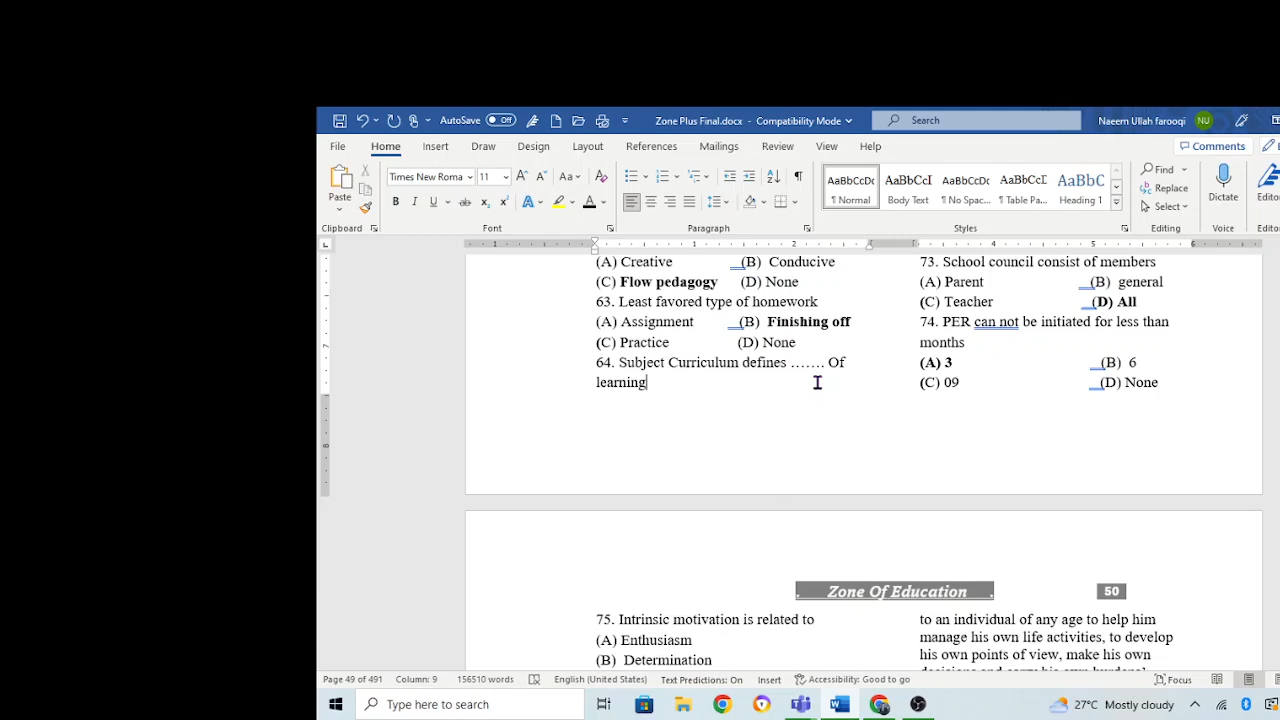 AutoSave Off
Zone Plus Final.docx - Compatibility Mode
Search
Naeem Ullah farooqi NU
File Home Insert Draw Design Layout References Mailings Review View Help
Comments
Paste
Times New Roma 11
Find
Replace
Select
AaBbCcDc AaBbCcI AaBbCcDc AaBbCcI AaBbC
¶ Normal Body Text ¶ No Spac... ¶ Table Pa... Heading 1
Dictate
Clipboard Font Paragraph Styles Editing Voice
(A) Creative (B) Conducive
(C) Flow pedagogy (D) None
63. Least favored type of homework
(A) Assignment (B) Finishing off
(C) Practice (D) None
64. Subject Curriculum defines ……. Of
learning
73. School council consist of members
(A) Parent (B) general
(C) Teacher (D) All
74. PER can not be initiated for less than
months
(A) 3 (B) 6
(C) 09 (D) None
. Zone Of Education .
50
75. Intrinsic motivation is related to
(A) Enthusiasm
(B) Determination
to an individual of any age to help him
manage his own life activities, to develop
his own points of view, make his own
Page 49 of 491 Column: 9 156510 words English (United States) Text Predictions: On Insert Accessibility: Good to go Focus
Type here to search
27°C Mostly cloudy